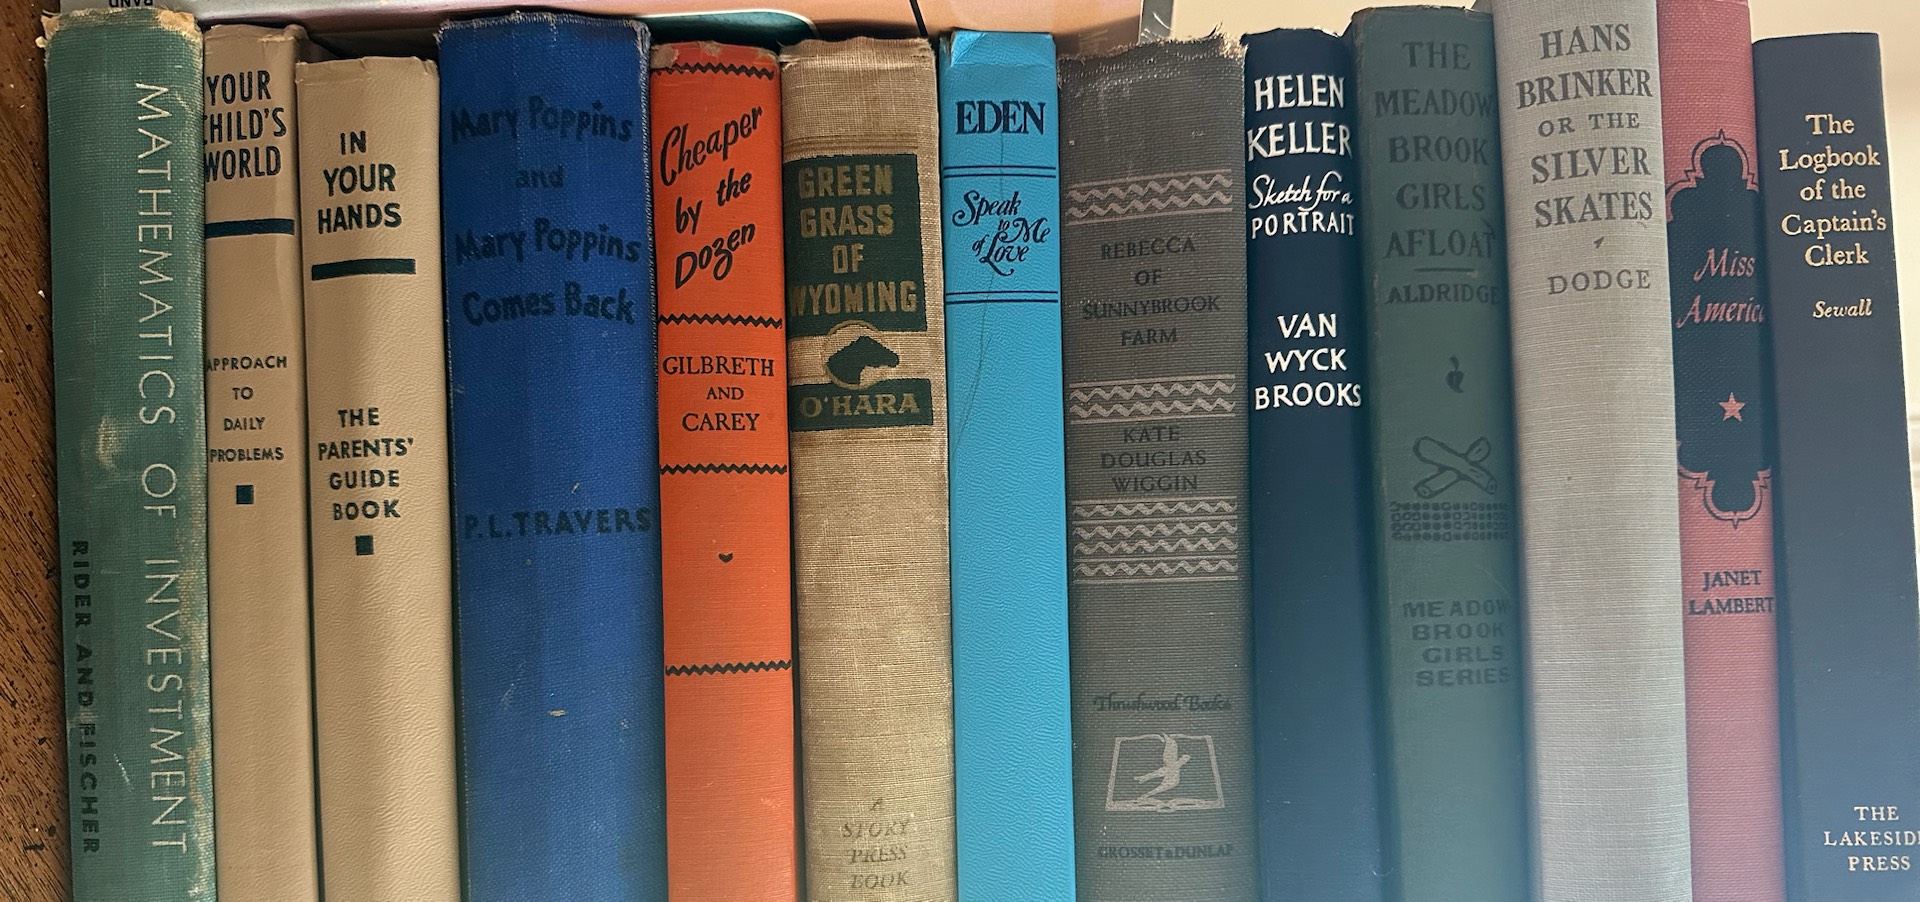 MATHEMATICS OF INVESTMENT
RIDER AND FISCHER
YOUR
CHILD'S
WORLD
APPROACH
TO
DAILY
PROBLEMS
IN
YOUR
HANDS
THE
PARENTS'
GUIDE
BOOK
Mary Poppins
and
Mary Poppins
Comes Back
P.L.TRAVERS
Cheaper
by the
Dozen
GILBRETH
AND
CAREY
GREEN
GRASS
OF
WYOMING
O'HARA
A
STORY
PRESS
BOOK
EDEN
Speak
to Me
of Love
REBECCA
OF
SUNNYBROOK
FARM
KATE
DOUGLAS
WIGGIN
Thrushwood Books
GROSSET & DUNLAP
HELEN
KELLER
Sketch for a
PORTRAIT
VAN
WYCK
BROOKS
THE
MEADOW
BROOK
GIRLS
AFLOAT
ALDRIDGE
MEADOW
BROOK
GIRLS
SERIES
HANS
BRINKER
OR THE
SILVER
SKATES
DODGE
Miss
America
JANET
LAMBERT
The
Logbook
of the
Captain's
Clerk
Sewall
THE
LAKESIDE
PRESS